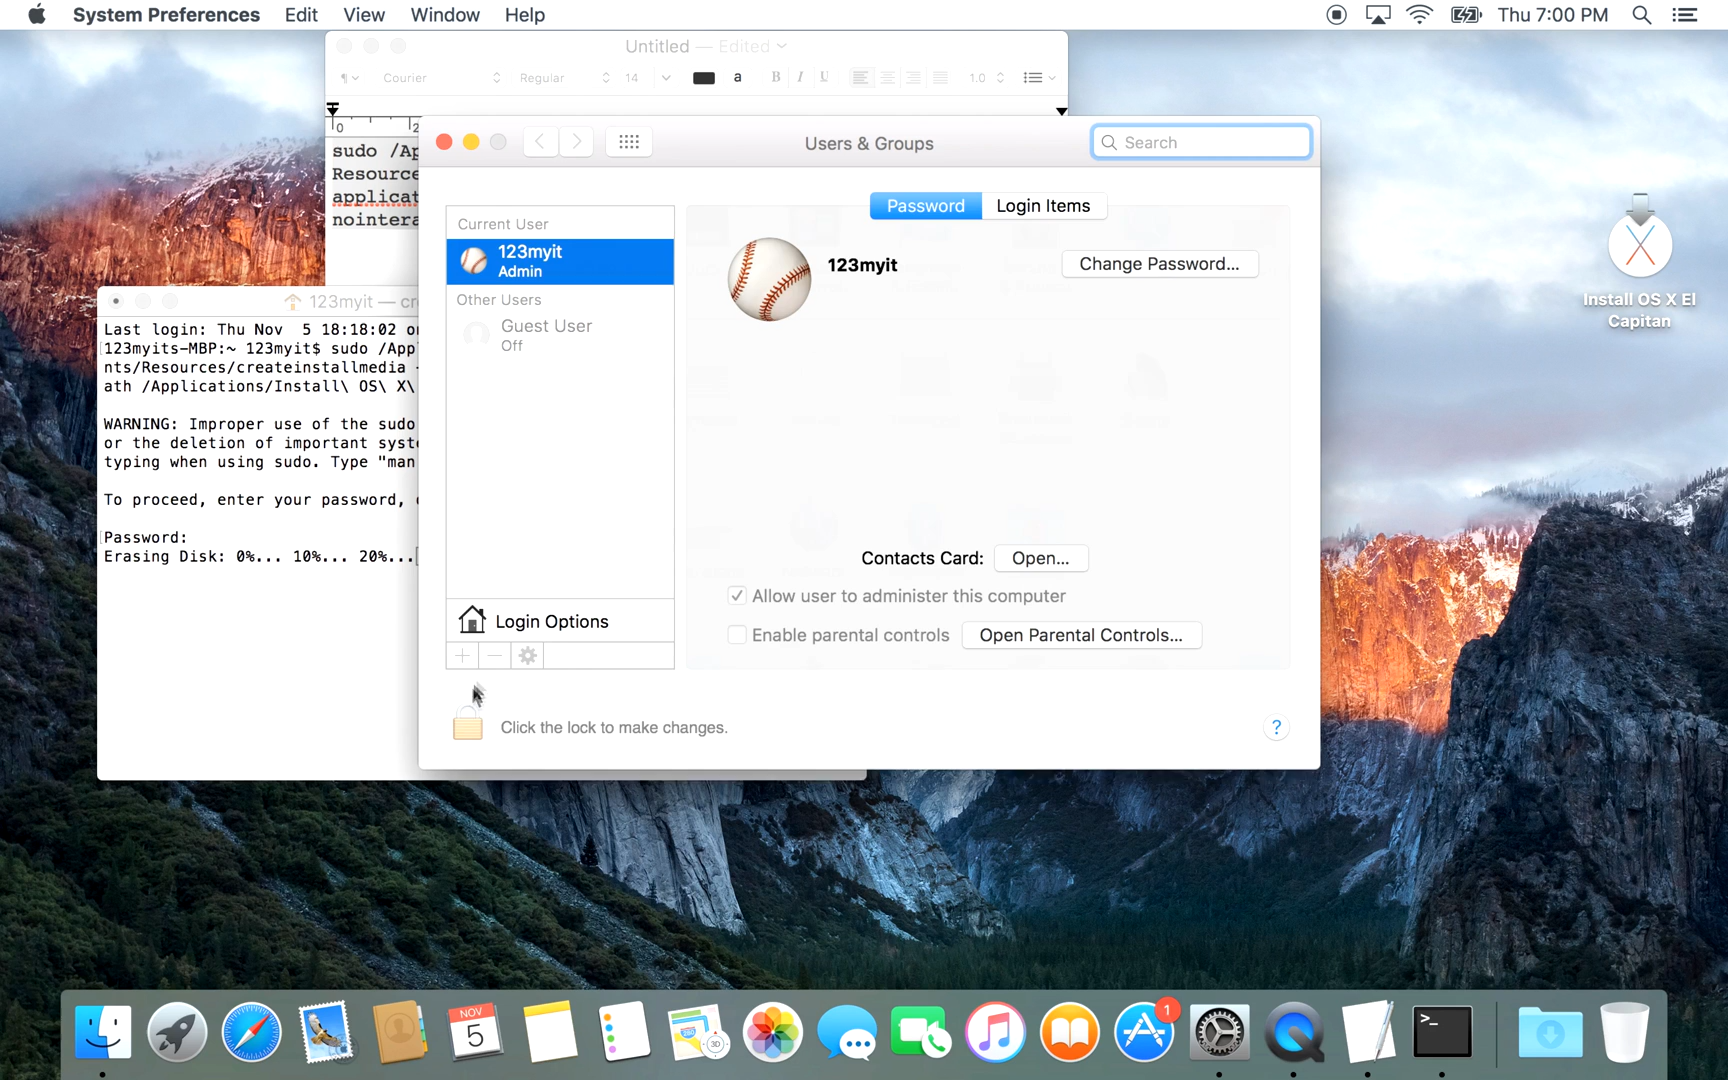 System Preferences Edit View Window Help
Thu 7:00 PM
Untitled — Edited
Courier Regular 14 a B I U 1.0
0
sudo /Ap
Resource
applicat
nointera
Users & Groups
Search
Password Login Items
Current User
123myit
Admin
Other Users
Guest User
Off
Login Options
123myit
Change Password...
Contacts Card: Open...
Allow user to administer this computer
Enable parental controls Open Parental Controls...
Click the lock to make changes.
?
123myit — cr
Last login: Thu Nov  5 18:18:02 o
123myits-MBP:~ 123myit$ sudo /App
nts/Resources/createinstallmedia
ath /Applications/Install\ OS\ X\
WARNING: Improper use of the sudo
or the deletion of important syst
typing when using sudo. Type "man
To proceed, enter your password,
Password:
Erasing Disk: 0%... 10%... 20%...
Install OS X El
Capitan
NOV
5
3D
1
>_